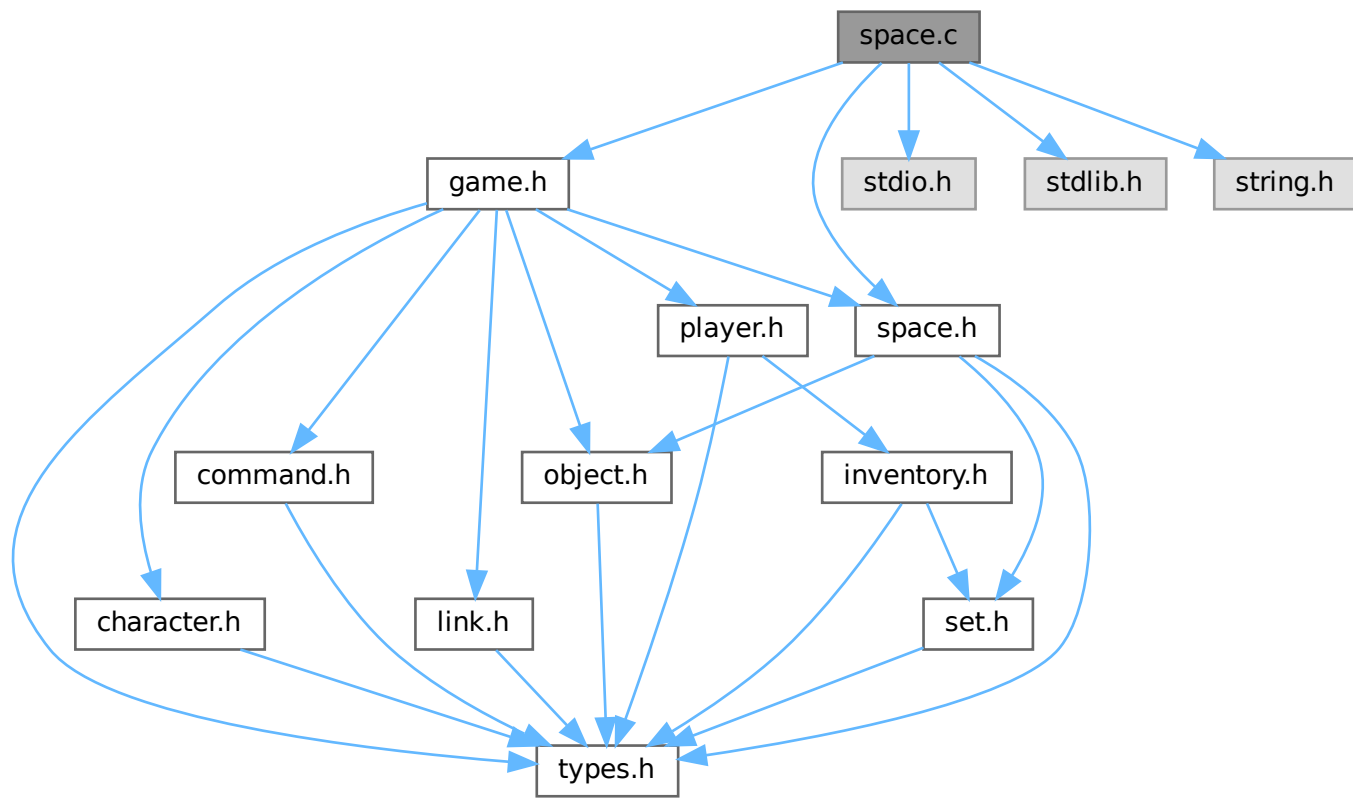 space.c
game.h
stdio.h
stdlib.h
string.h
player.h
space.h
command.h
object.h
inventory.h
character.h
link.h
set.h
types.h